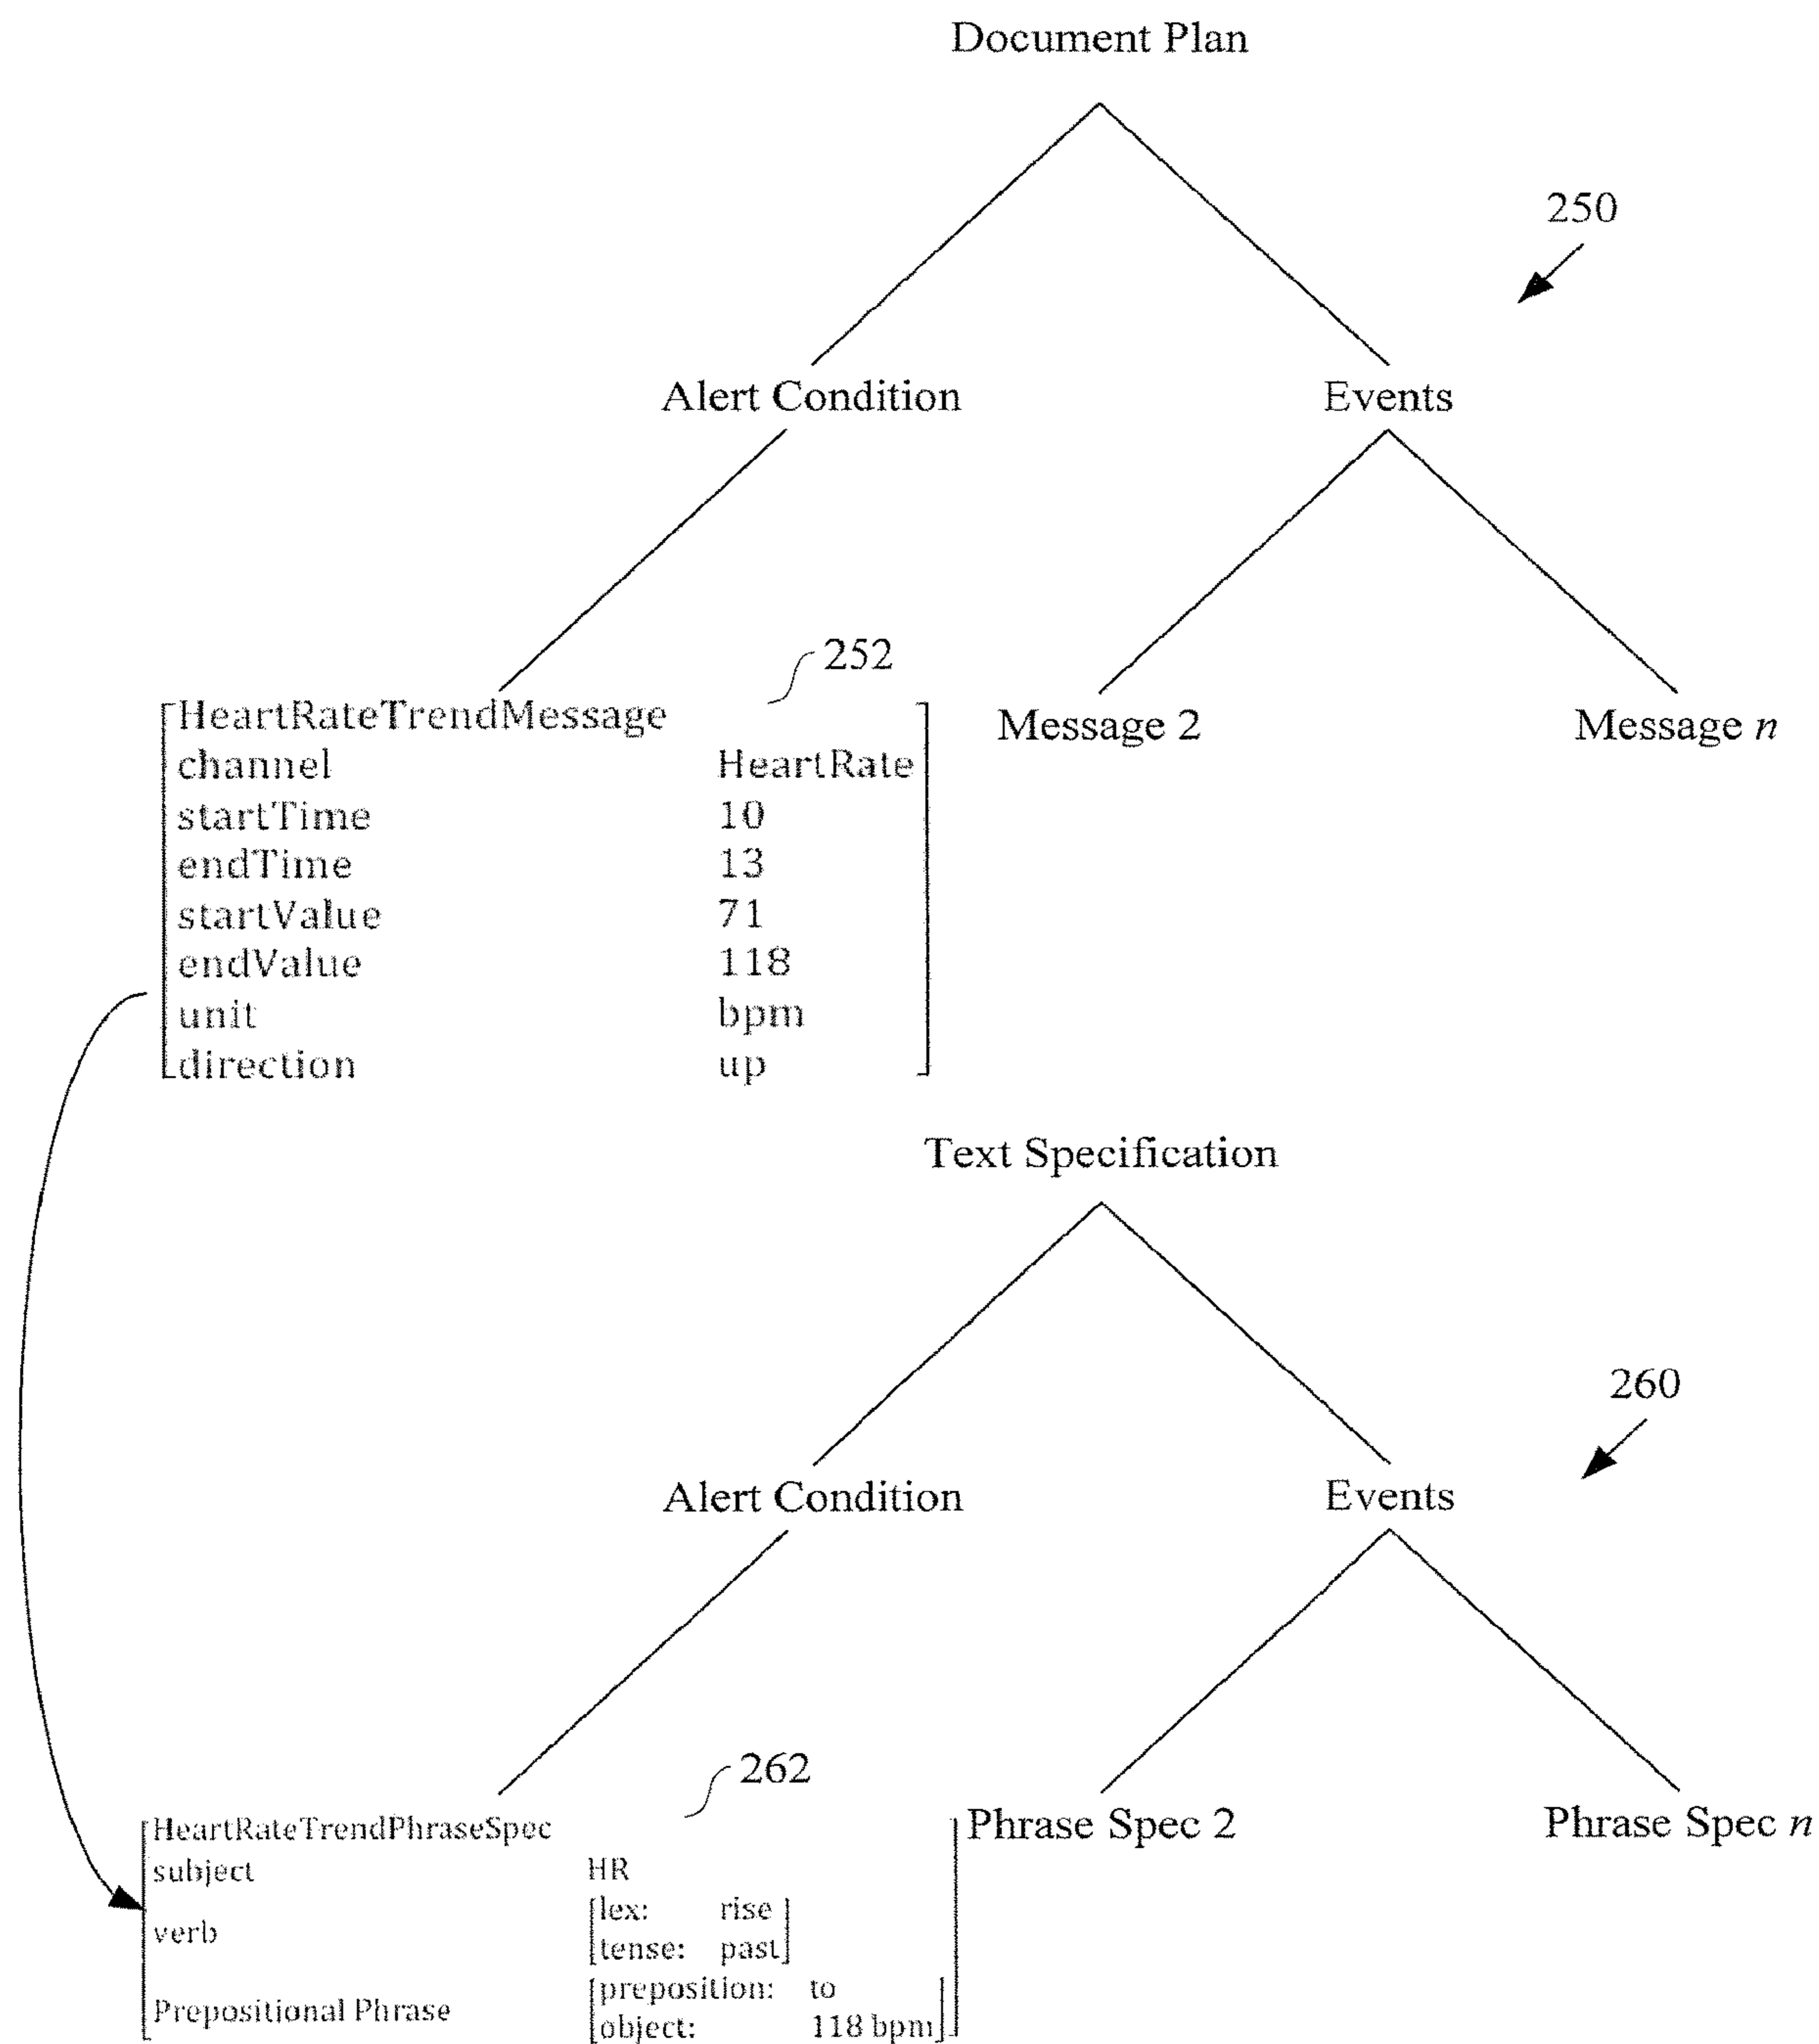 Document Plan
250
Alert Condition Events
252
HeartRateTrendMessage
channel HeartRate
startTime 10
endTime 13
startValue 71
endValue 118
unit bpm
direction up
Message 2 Message n
Text Specification
260
Alert Condition Events
262
HeartRateTrendPhraseSpec
subject HR
verb
lex: rise
tense: past
Prepositional Phrase
preposition: to
object: 118 bpm
Phrase Spec 2 Phrase Spec n